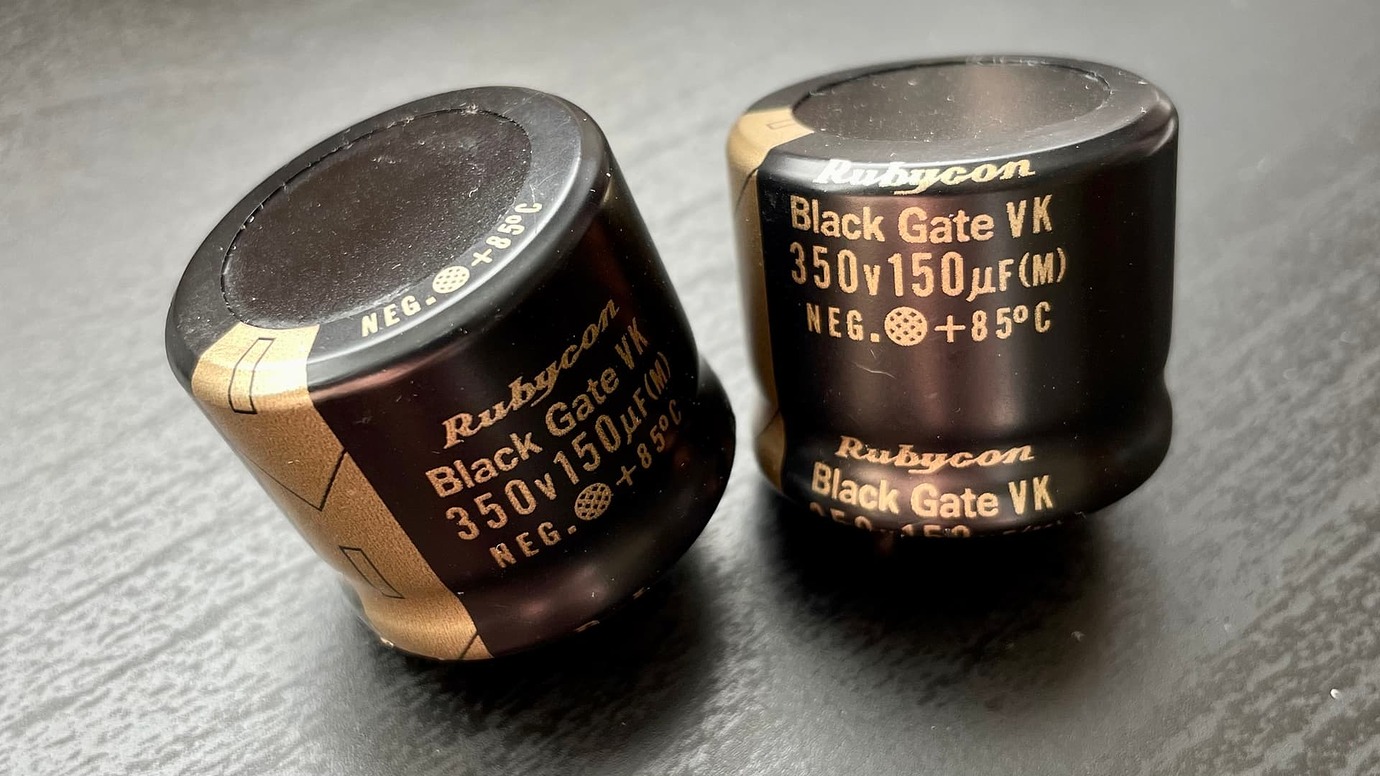 NEG. +85°C
Rubycon
Black Gate VK
350v150µF(M)
NEG. +85°C
Rubycon
Black Gate VK
350v150µF(M)
NEG. +85°C
Rubycon
Black Gate VK